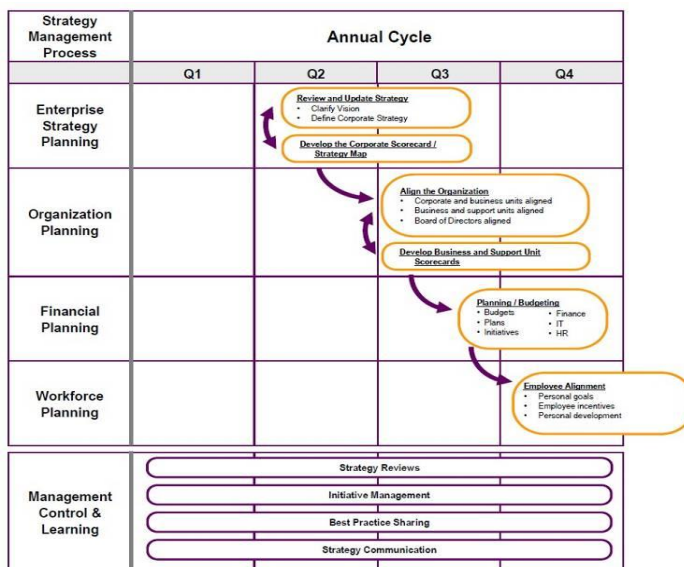 Strategy
Management
Process
Annual Cycle
Q1 Q2 Q3 Q4
Enterprise
Strategy
Planning
Review and Update Strategy
• Clarify Vision
• Define Corporate Strategy
Develop the Corporate Scorecard /
Strategy Map
Organization
Planning
Align the Organization
• Corporate and business units aligned
• Business and support units aligned
• Board of Directors aligned
Develop Business and Support Unit
Scorecards
Financial
Planning
Planning / Budgeting
• Budgets • Finance
• Plans • IT
• Initiatives • HR
Workforce
Planning
Employee Alignment
• Personal goals
• Employee incentives
• Personal development
Management
Control &
Learning
Strategy Reviews
Initiative Management
Best Practice Sharing
Strategy Communication